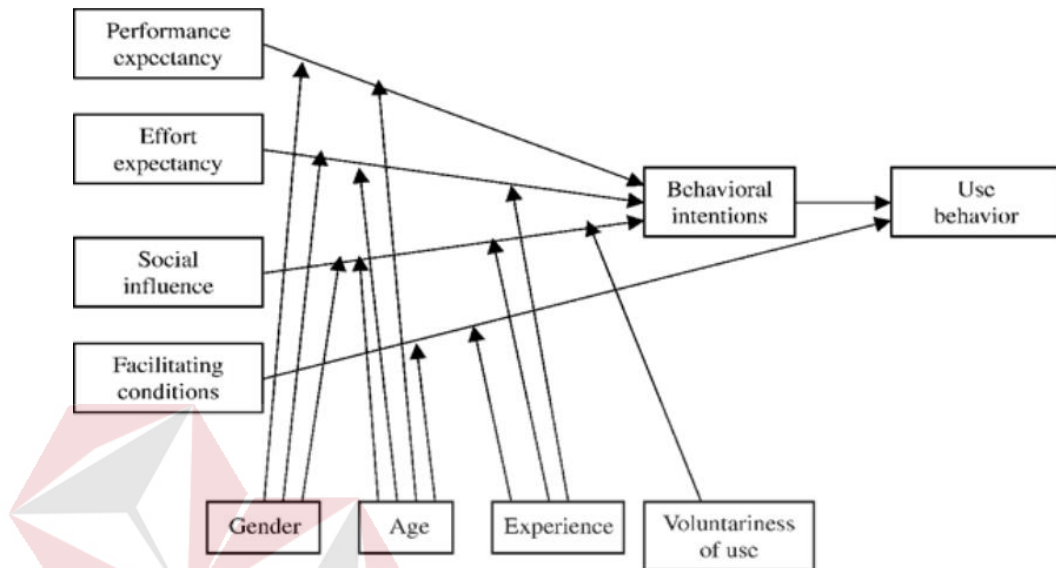 Performance
expectancy
Effort
expectancy
Behavioral
intentions
Use
behavior
Social
influence
Facilitating
conditions
Gender
Age
Experience
Voluntariness
of use